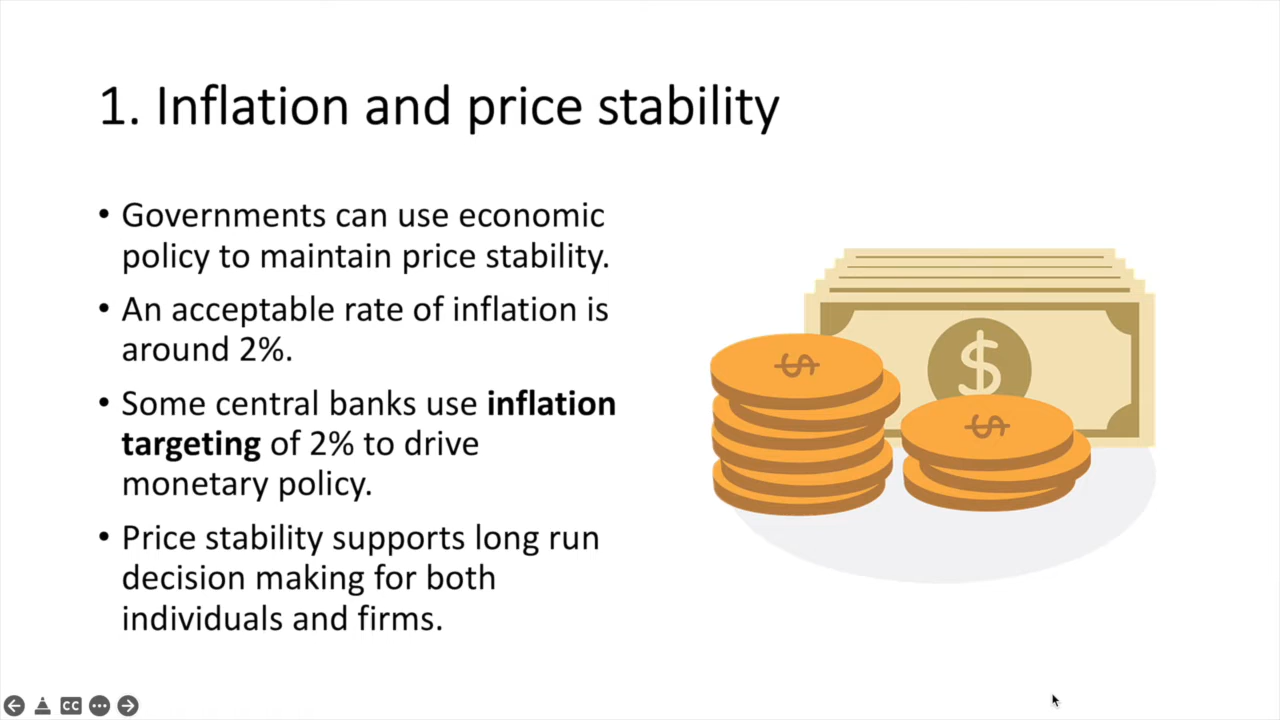 1. Inflation and price stability
• Governments can use economic
policy to maintain price stability.
• An acceptable rate of inflation is
around 2%.
• Some central banks use inflation
targeting of 2% to drive
monetary policy.
• Price stability supports long run
decision making for both
individuals and firms.
$
$
$
CC